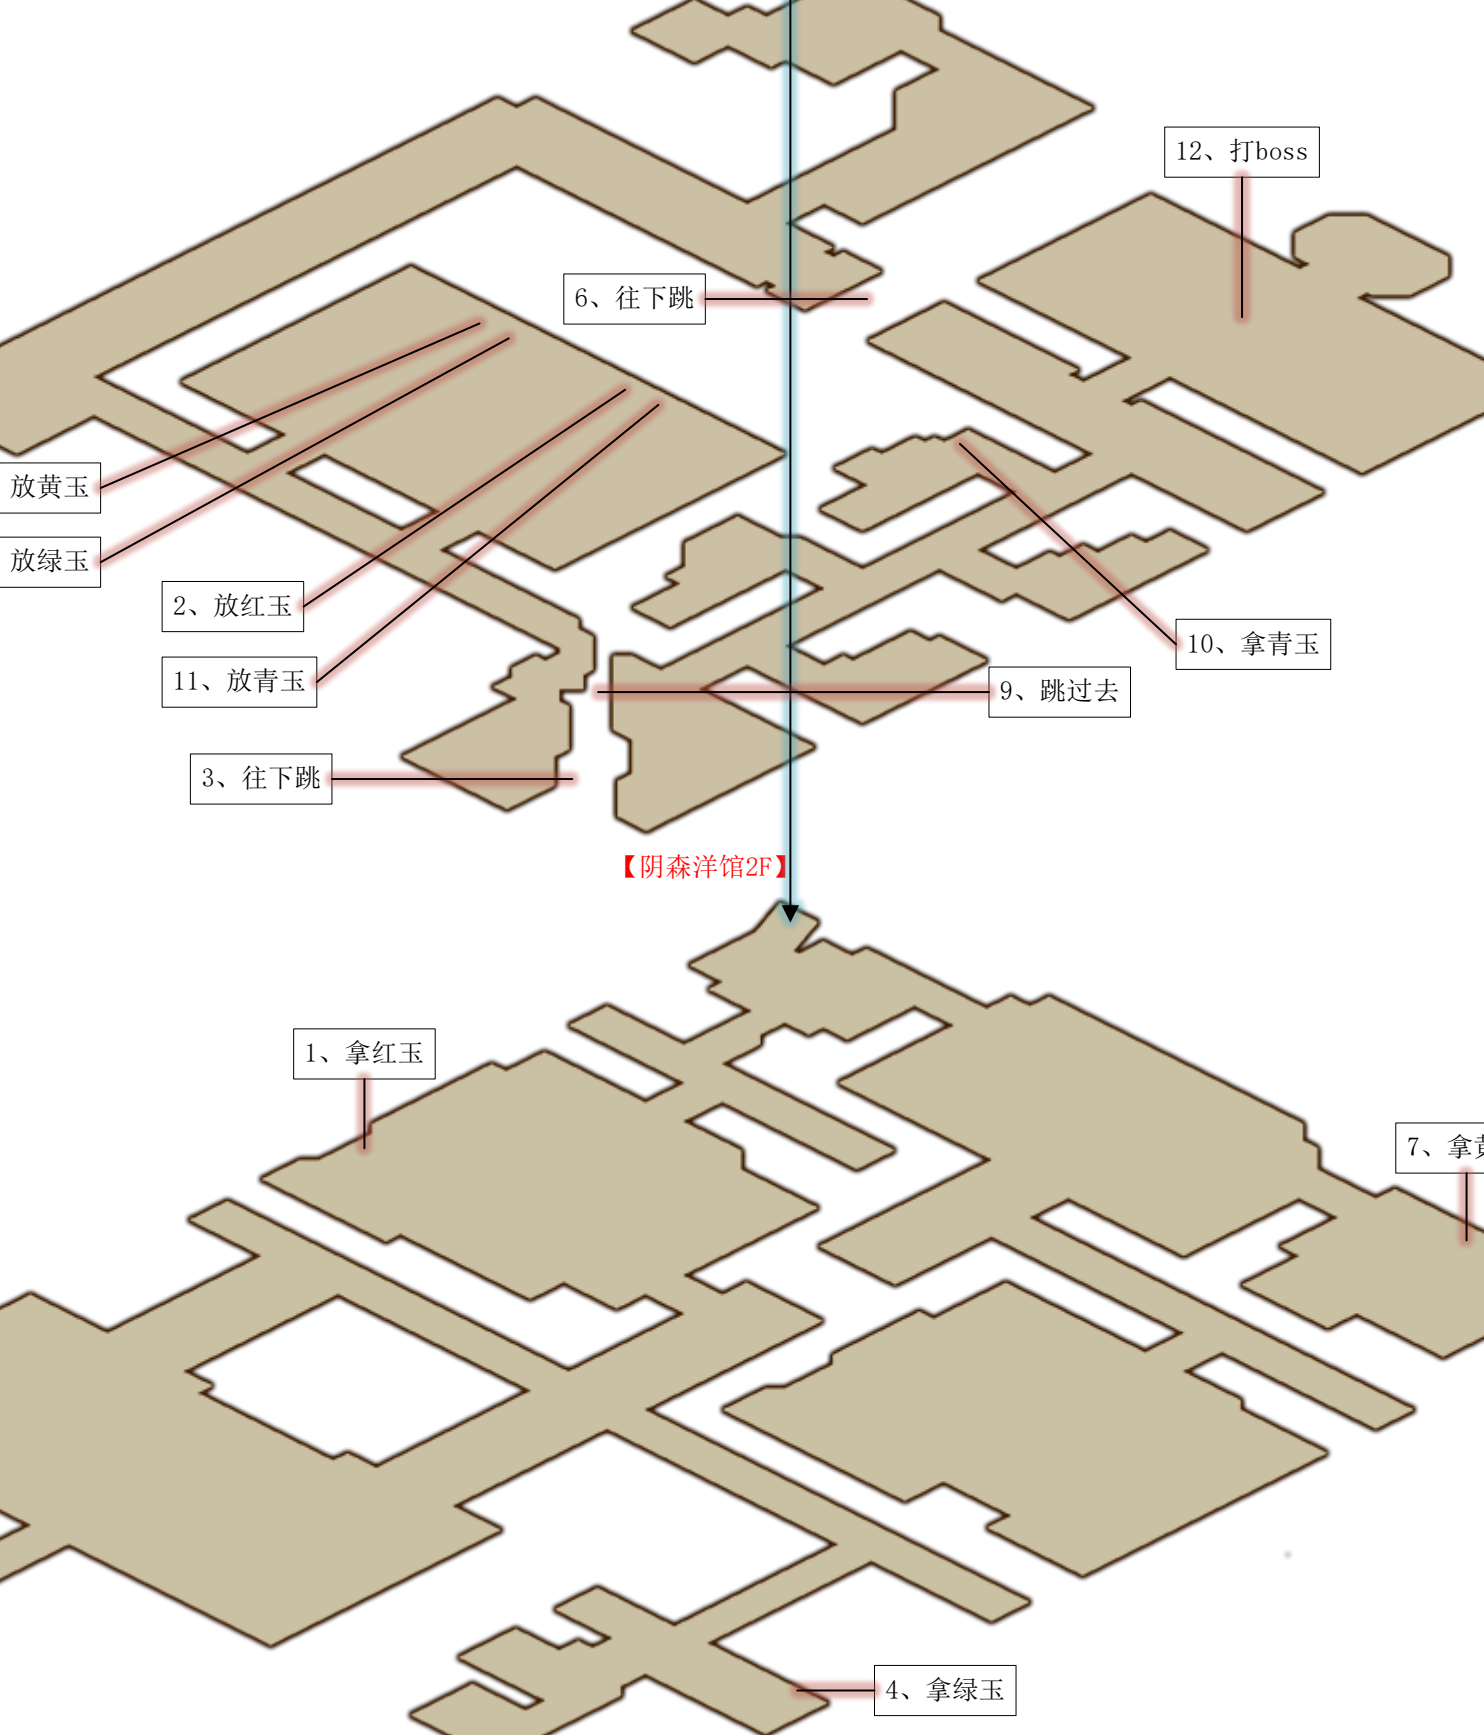 12、打boss
6、往下跳
放黄玉
放绿玉
2、放红玉
10、拿青玉
11、放青玉
9、跳过去
3、往下跳
【阴森洋馆2F】
1、拿红玉
7、拿
4、拿绿玉